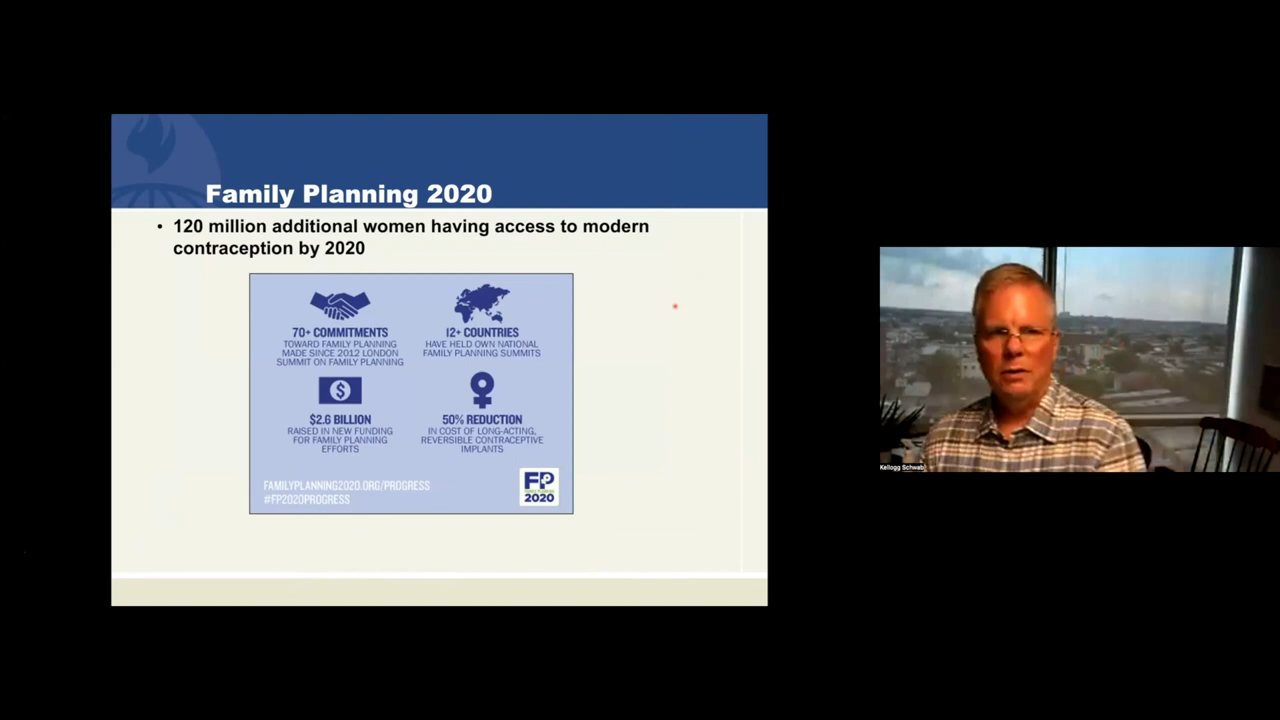 Family Planning 2020
• 120 million additional women having access to modern
contraception by 2020
70+ COMMITMENTS
TOWARD FAMILY PLANNING
MADE SINCE 2012 LONDON
SUMMIT ON FAMILY PLANNING
12+ COUNTRIES
HAVE HELD OWN NATIONAL
FAMILY PLANNING SUMMITS
$
$2.6 BILLION
RAISED IN NEW FUNDING
FOR FAMILY PLANNING
EFFORTS
50% REDUCTION
IN COST OF LONG-ACTING,
REVERSIBLE CONTRACEPTIVE
IMPLANTS
FAMILYPLANNING2020.ORG/PROGRESS
#FP2020PROGRESS
FP
2020
Kellogg Schwab